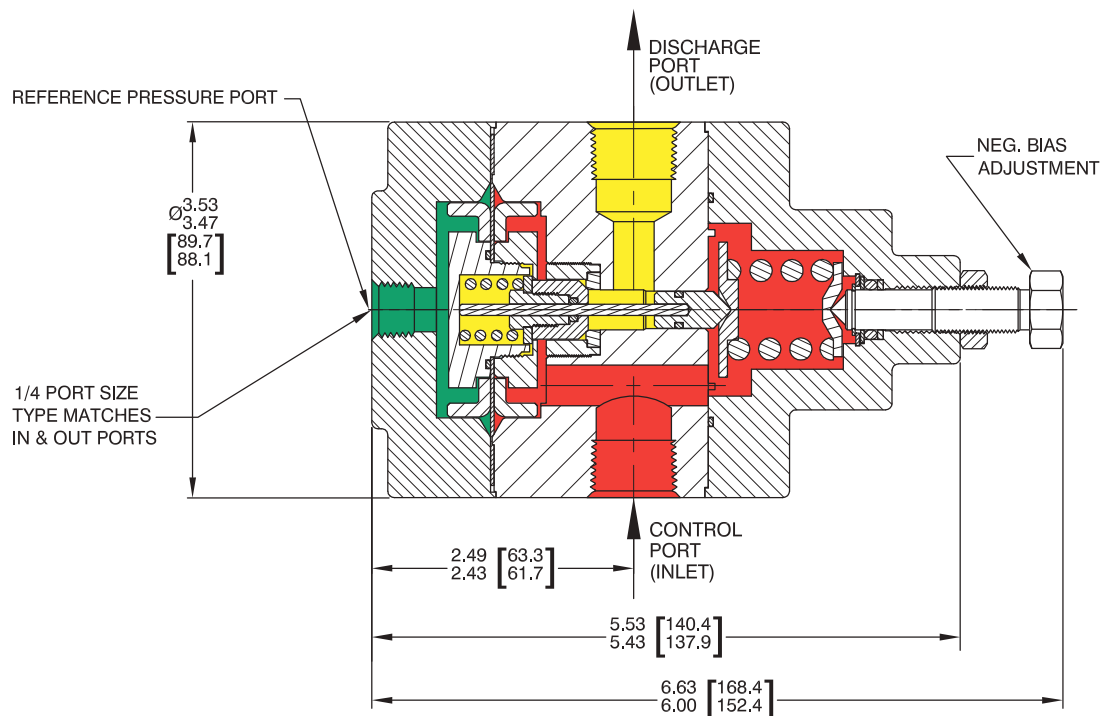 DISCHARGE
PORT
(OUTLET)
REFERENCE PRESSURE PORT
NEG. BIAS
ADJUSTMENT
Ø3.53
3.47
[89.7
88.1]
1/4 PORT SIZE
TYPE MATCHES
IN & OUT PORTS
CONTROL
PORT
(INLET)
2.49 [63.3
2.43 61.7]
5.53 [140.4
5.43 137.9]
6.63 [168.4
6.00 152.4]